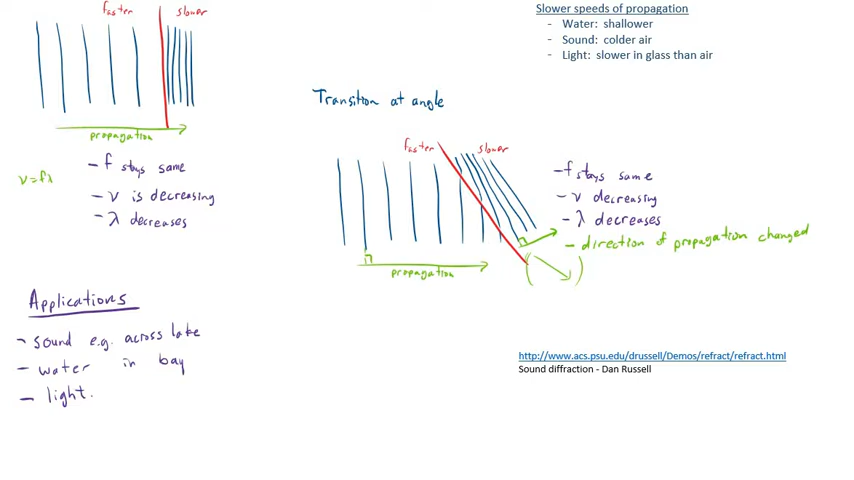 faster slower
propagation
v=fλ
- f stays same
- v is decreasing
- λ decreases
Applications
- sound e.g. across lake
- water in bay
- light.
Transition at angle
faster slower
propagation
- f stays same
- v decreasing
- λ decreases
- direction of propagation changed
Slower speeds of propagation
- Water: shallower
- Sound: colder air
- Light: slower in glass than air
http://www.acs.psu.edu/drussell/Demos/refract/refract.html
Sound diffraction - Dan Russell